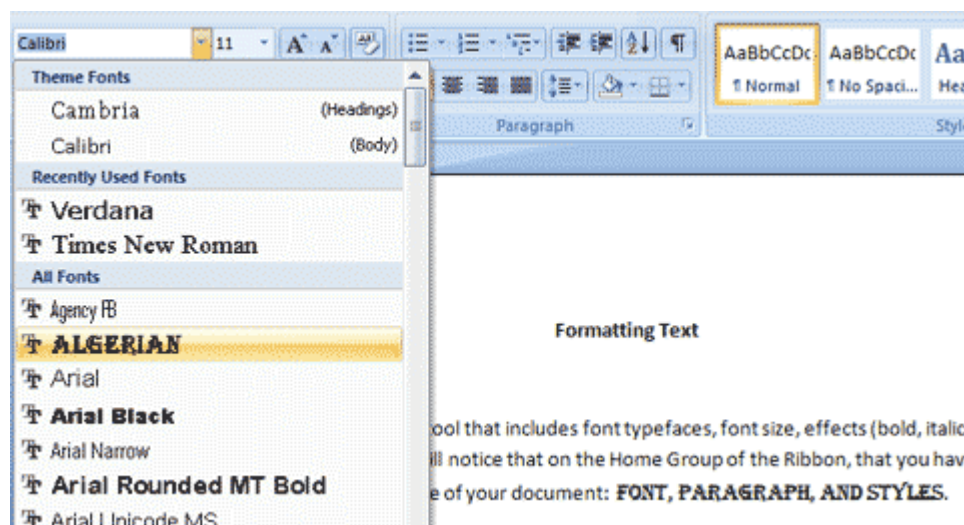 Calibri 11
AaBbCcDc AaBbCcDc Aa
¶ Normal ¶ No Spaci... Hea
Paragraph Styl
Theme Fonts
Cambria (Headings)
Calibri (Body)
Recently Used Fonts
Verdana
Times New Roman
All Fonts
Agency FB
ALGERIAN
Arial
Arial Black
Arial Narrow
Arial Rounded MT Bold
Arial Unicode MS
Formatting Text
ool that includes font typefaces, font size, effects (bold, italic
ill notice that on the Home Group of the Ribbon, that you hav
e of your document: FONT, PARAGRAPH, AND STYLES.